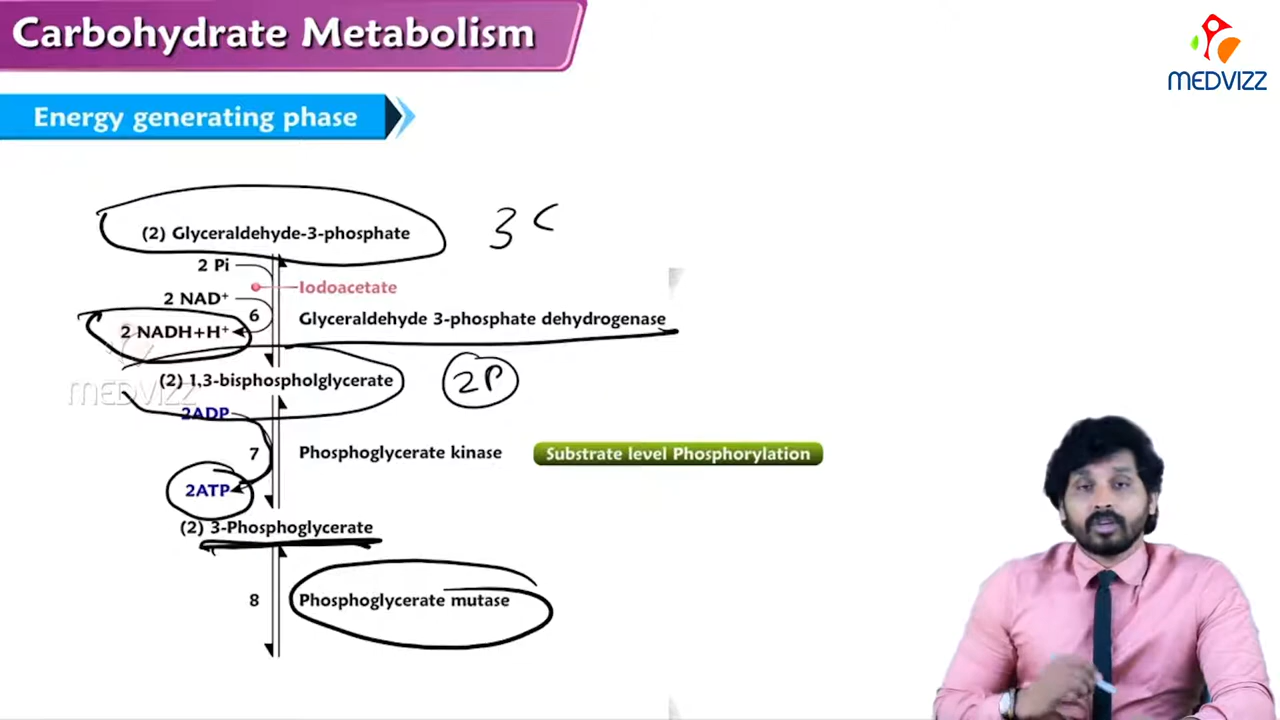 Carbohydrate Metabolism
MEDVIZZ
Energy generating phase
(2) Glyceraldehyde-3-phosphate
3 C
2 Pi
Iodoacetate
2 NAD+
6
Glyceraldehyde 3-phosphate dehydrogenase
2 NADH+H+
(2) 1,3-bisphospholglycerate
2P
MEDVIZZ
2ADP
7
Phosphoglycerate kinase
Substrate level Phosphorylation
2ATP
(2) 3-Phosphoglycerate
8
Phosphoglycerate mutase